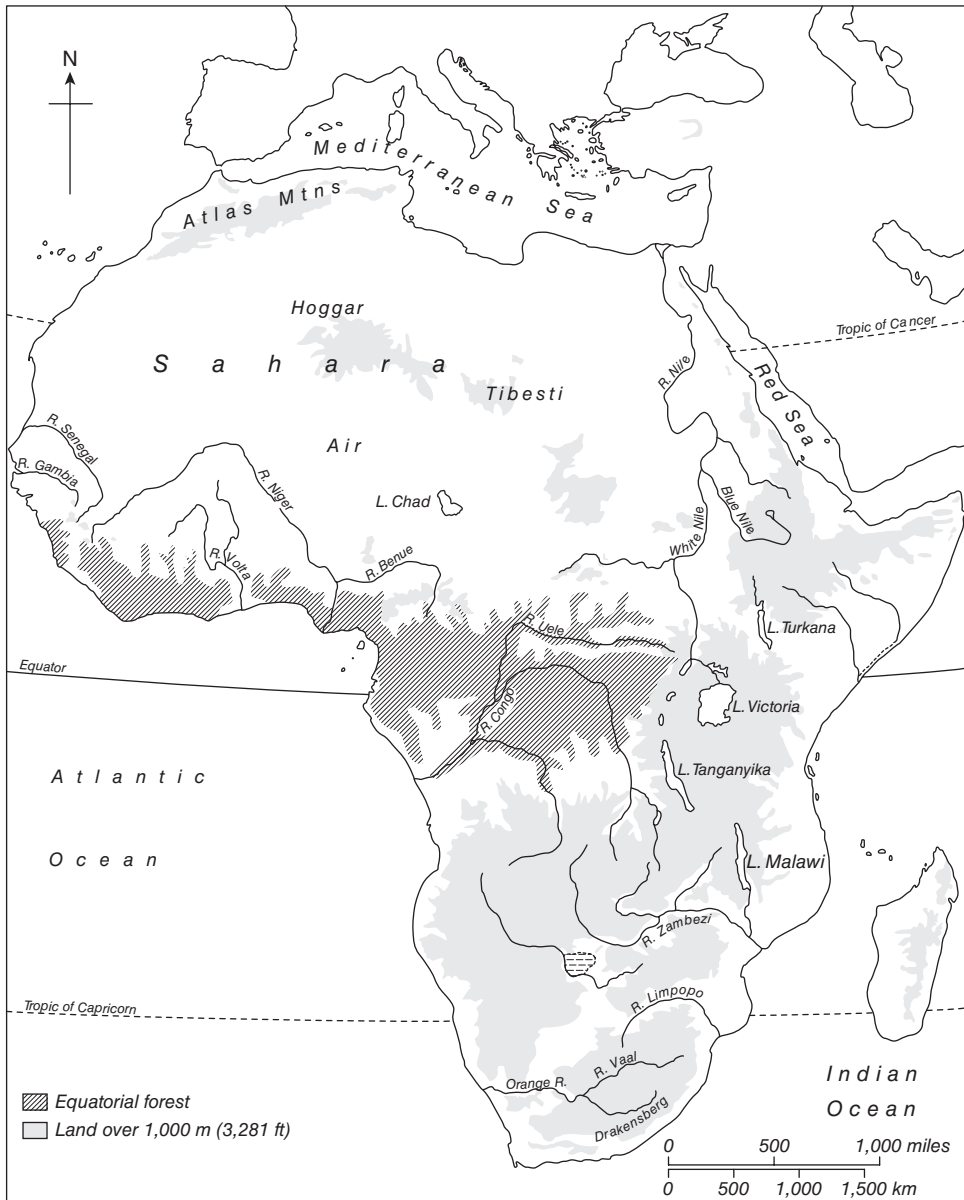 N
Mediterranean Sea
Atlas Mtns
Hoggar
Tropic of Cancer
Sahara
R. Nile
Red Sea
Tibesti
R. Senegal
Air
R. Gambia
R. Niger
L. Chad
Blue Nile
White Nile
R. Volta
R. Benue
R. Uele
L. Turkana
Equator
R. Congo
L. Victoria
Atlantic
Ocean
L. Tanganyika
L. Malawi
R. Zambezi
Tropic of Capricorn
R. Limpopo
R. Vaal
Orange R.
Drakensberg
Indian
Ocean
Equatorial forest
Land over 1,000 m (3,281 ft)
0 500 1,000 miles
0 500 1,000 1,500 km